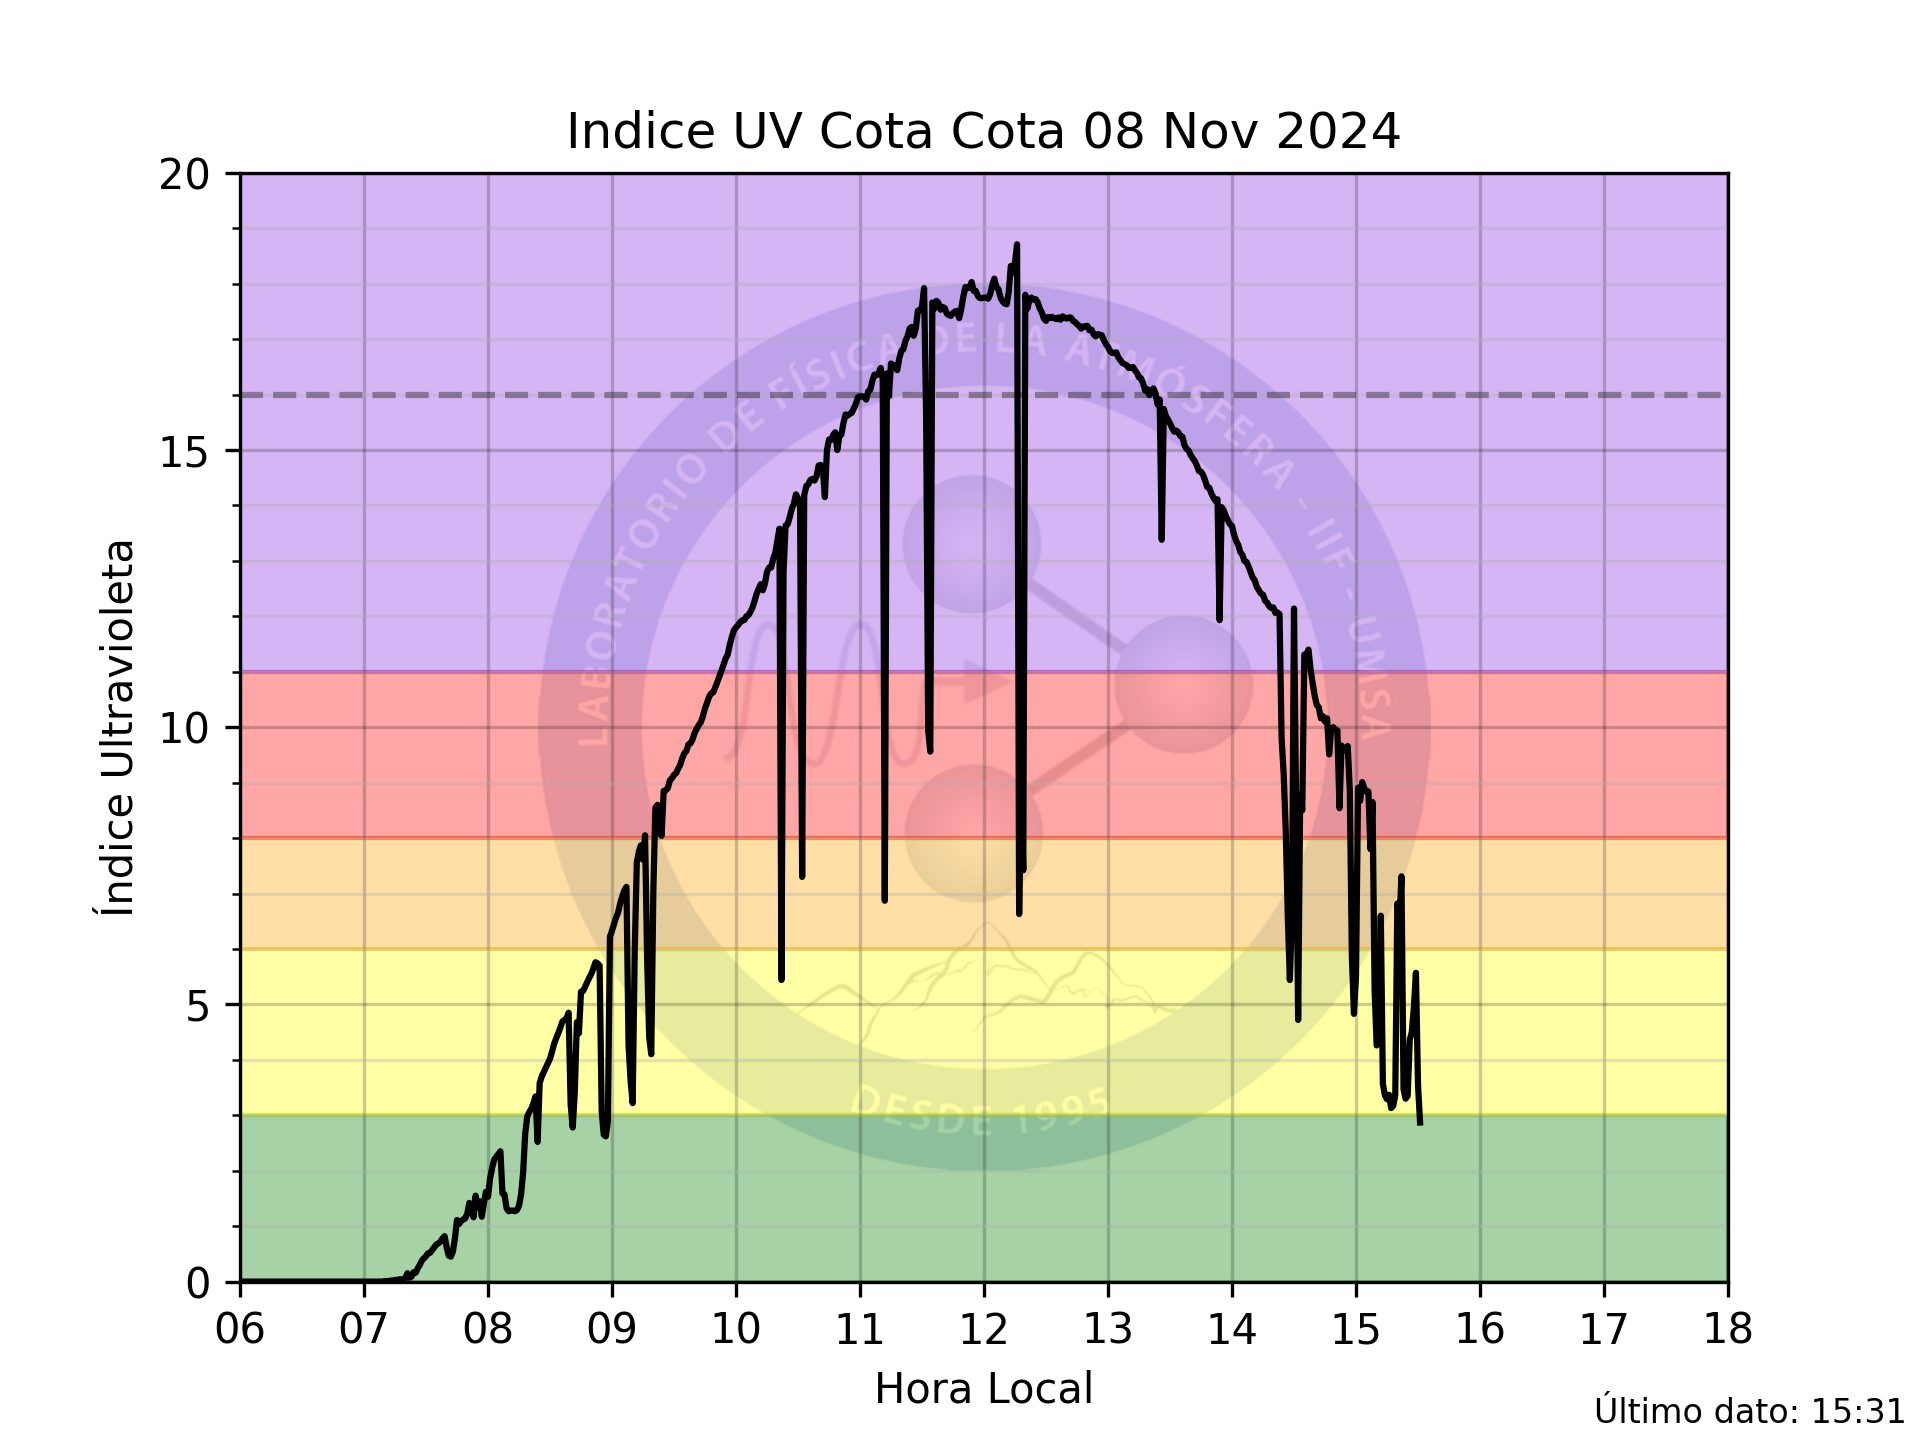 Indice UV Cota Cota 08 Nov 2024
20
15
10
5
0
Índice Ultravioleta
06 07 08 09 10 11 12 13 14 15 16 17 18
Hora Local
LABORATORIO DE FÍSICA DE LA ATMÓSFERA - IIF - UMSA
DESDE 1995
Último dato: 15:31